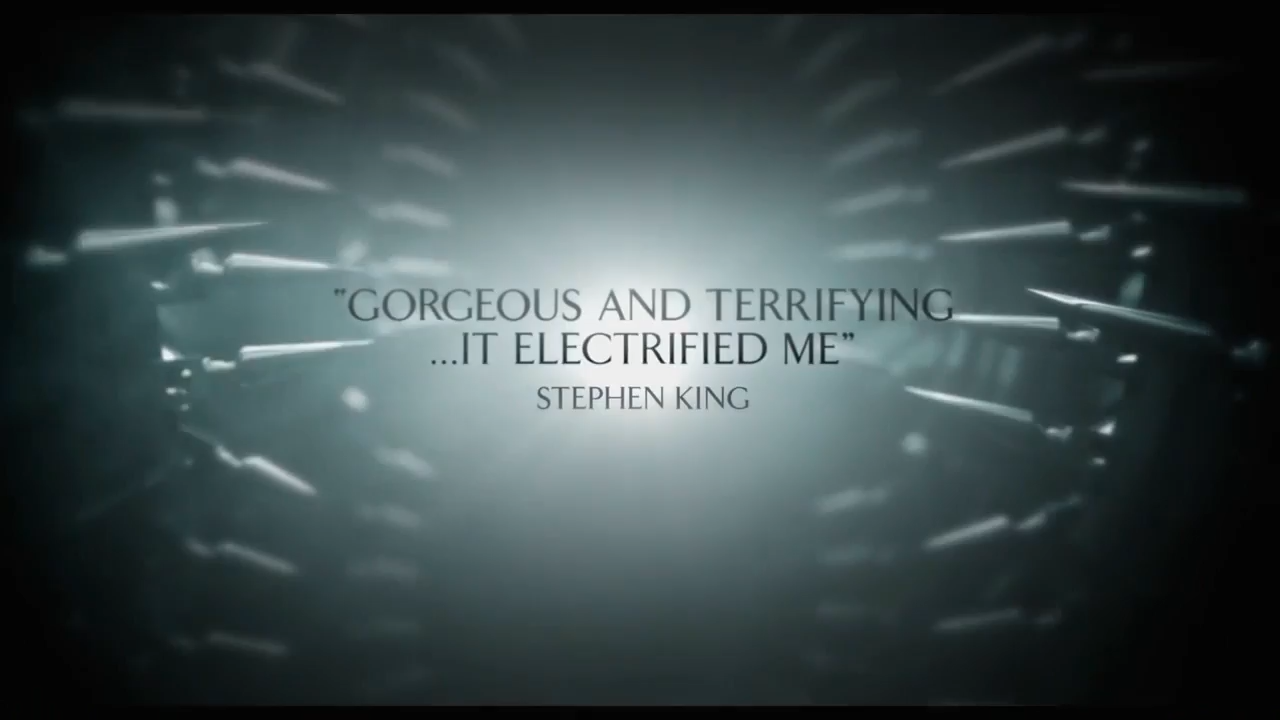 "GORGEOUS AND TERRIFYING
...IT ELECTRIFIED ME"
STEPHEN KING